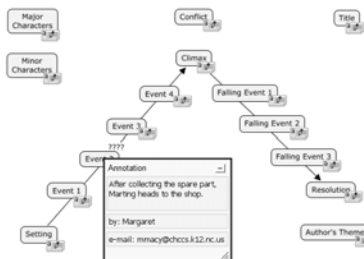 Major
Characters
Conflict
Title
Minor
Characters
Climax
Event 4
Falling Event 1
Event 3
Falling Event 2
????
Event 2
Falling Event 3
Annotation
After collecting the spare part,
Marting heads to the shop.
Event 1
Resolution
by: Margaret
Setting
Author's Theme
e-mail: mmacy@chccs.k12.nc.us